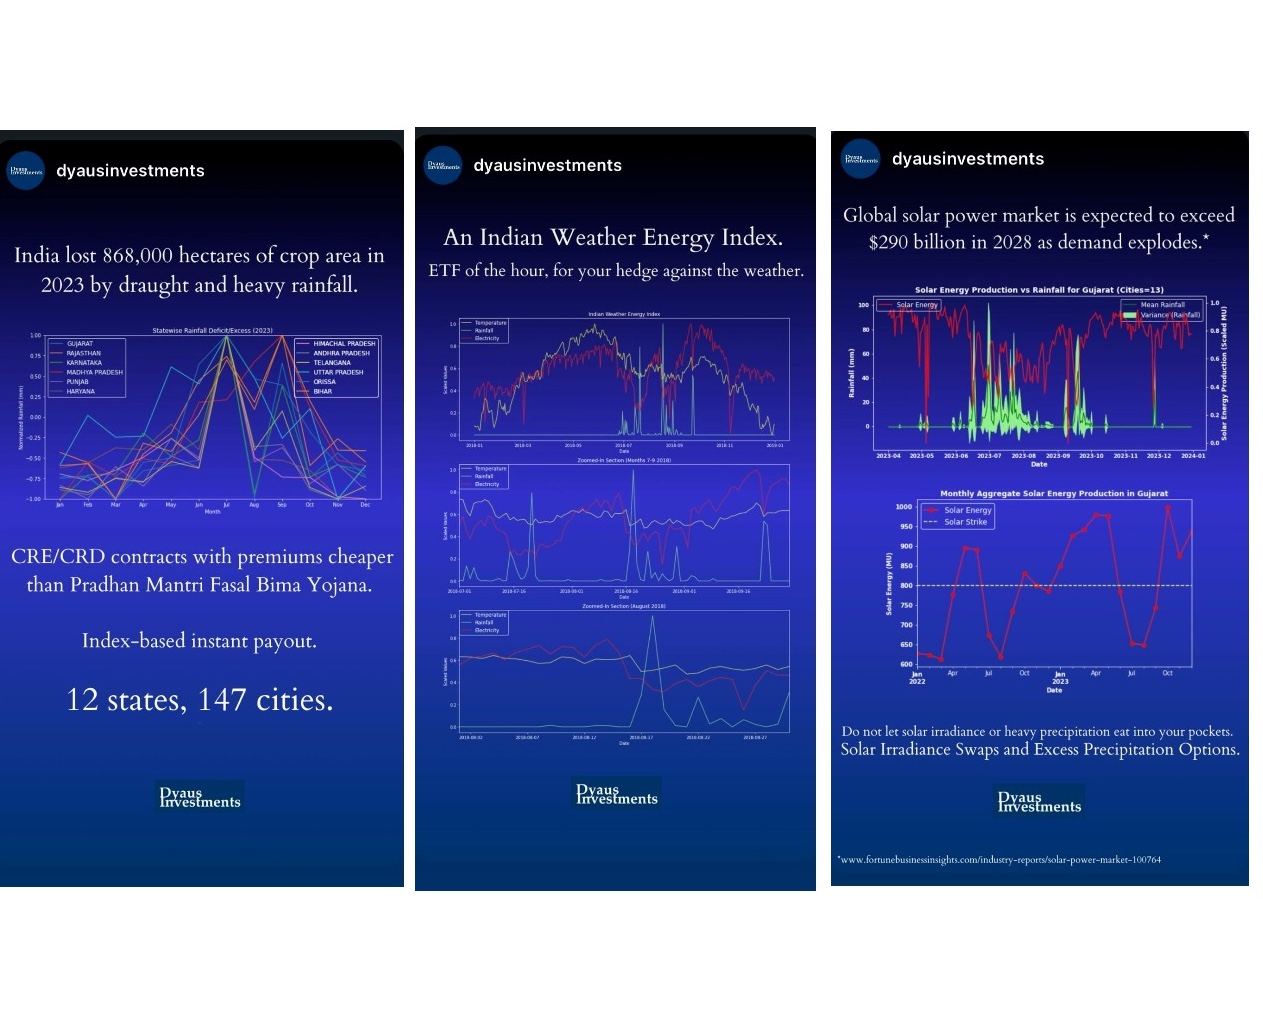 Dyaus
Investments
dyausinvestments
India lost 868,000 hectares of crop area in
2023 by draught and heavy rainfall.
Statewise Rainfall Deficit/Excess (2023)
GUJARAT
RAJASTHAN
KARNATAKA
MADHYA PRADESH
PUNJAB
HARYANA
HIMACHAL PRADESH
ANDHRA PRADESH
TELANGANA
UTTAR PRADESH
ORISSA
BIHAR
Normalized Rainfall (mm)
1.00
0.75
0.50
0.25
0.00
−0.25
−0.50
−0.75
−1.00
Jan Feb Mar Apr May Jun Jul Aug Sep Oct Nov Dec
Month
CRE/CRD contracts with premiums cheaper
than Pradhan Mantri Fasal Bima Yojana.
Index-based instant payout.
12 states, 147 cities.
Dyaus
Investments
Dyaus
Investments
dyausinvestments
An Indian Weather Energy Index.
ETF of the hour, for your hedge against the weather.
Indian Weather Energy Index
Temperature
Rainfall
Electricity
Scaled Values
1.0
0.8
0.6
0.4
0.2
0.0
2018-01 2018-03 2018-05 2018-07 2018-09 2018-11 2019-01
Date
Zoomed-In Section (Months 7-9 2018)
Temperature
Rainfall
Electricity
Scaled Values
1.0
0.8
0.6
0.4
0.2
0.0
2018-07-01 2018-07-16 2018-08-01 2018-08-16 2018-09-01 2018-09-16
Date
Zoomed-In Section (August 2018)
Temperature
Rainfall
Electricity
Scaled Values
1.0
0.8
0.6
0.4
0.2
0.0
2018-08-02 2018-08-07 2018-08-12 2018-08-17 2018-08-22 2018-08-27
Date
Dyaus
Investments
Dyaus
Investments
dyausinvestments
Global solar power market is expected to exceed
$290 billion in 2028 as demand explodes.*
Solar Energy Production vs Rainfall for Gujarat (Cities=13)
Solar Energy
Mean Rainfall
Variance (Rainfall)
Rainfall (mm)
100
80
60
40
20
0
1.0
0.8
0.6
0.4
0.2
0.0
Solar Energy Production (Scaled MU)
2023-04 2023-05 2023-06 2023-07 2023-08 2023-09 2023-10 2023-11 2023-12 2024-01
Date
Monthly Aggregate Solar Energy Production in Gujarat
Solar Energy
Solar Strike
Solar Energy (MU)
1000
950
900
850
800
750
700
650
600
Jan Apr Jul Oct Jan Apr Jul Oct
2022 2023
Date
Do not let solar irradiance or heavy precipitation eat into your pockets.
Solar Irradiance Swaps and Excess Precipitation Options.
Dyaus
Investments
*www.fortunebusinessinsights.com/industry-reports/solar-power-market-100764